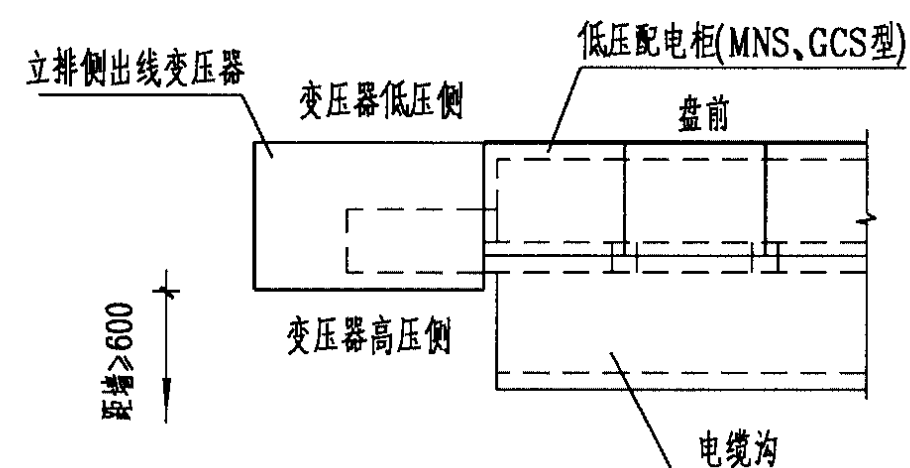 低压配电柜(MNS、GCS型)
立排侧出线变压器
变压器低压侧
盘前
距墙≥600
变压器高压侧
电缆沟